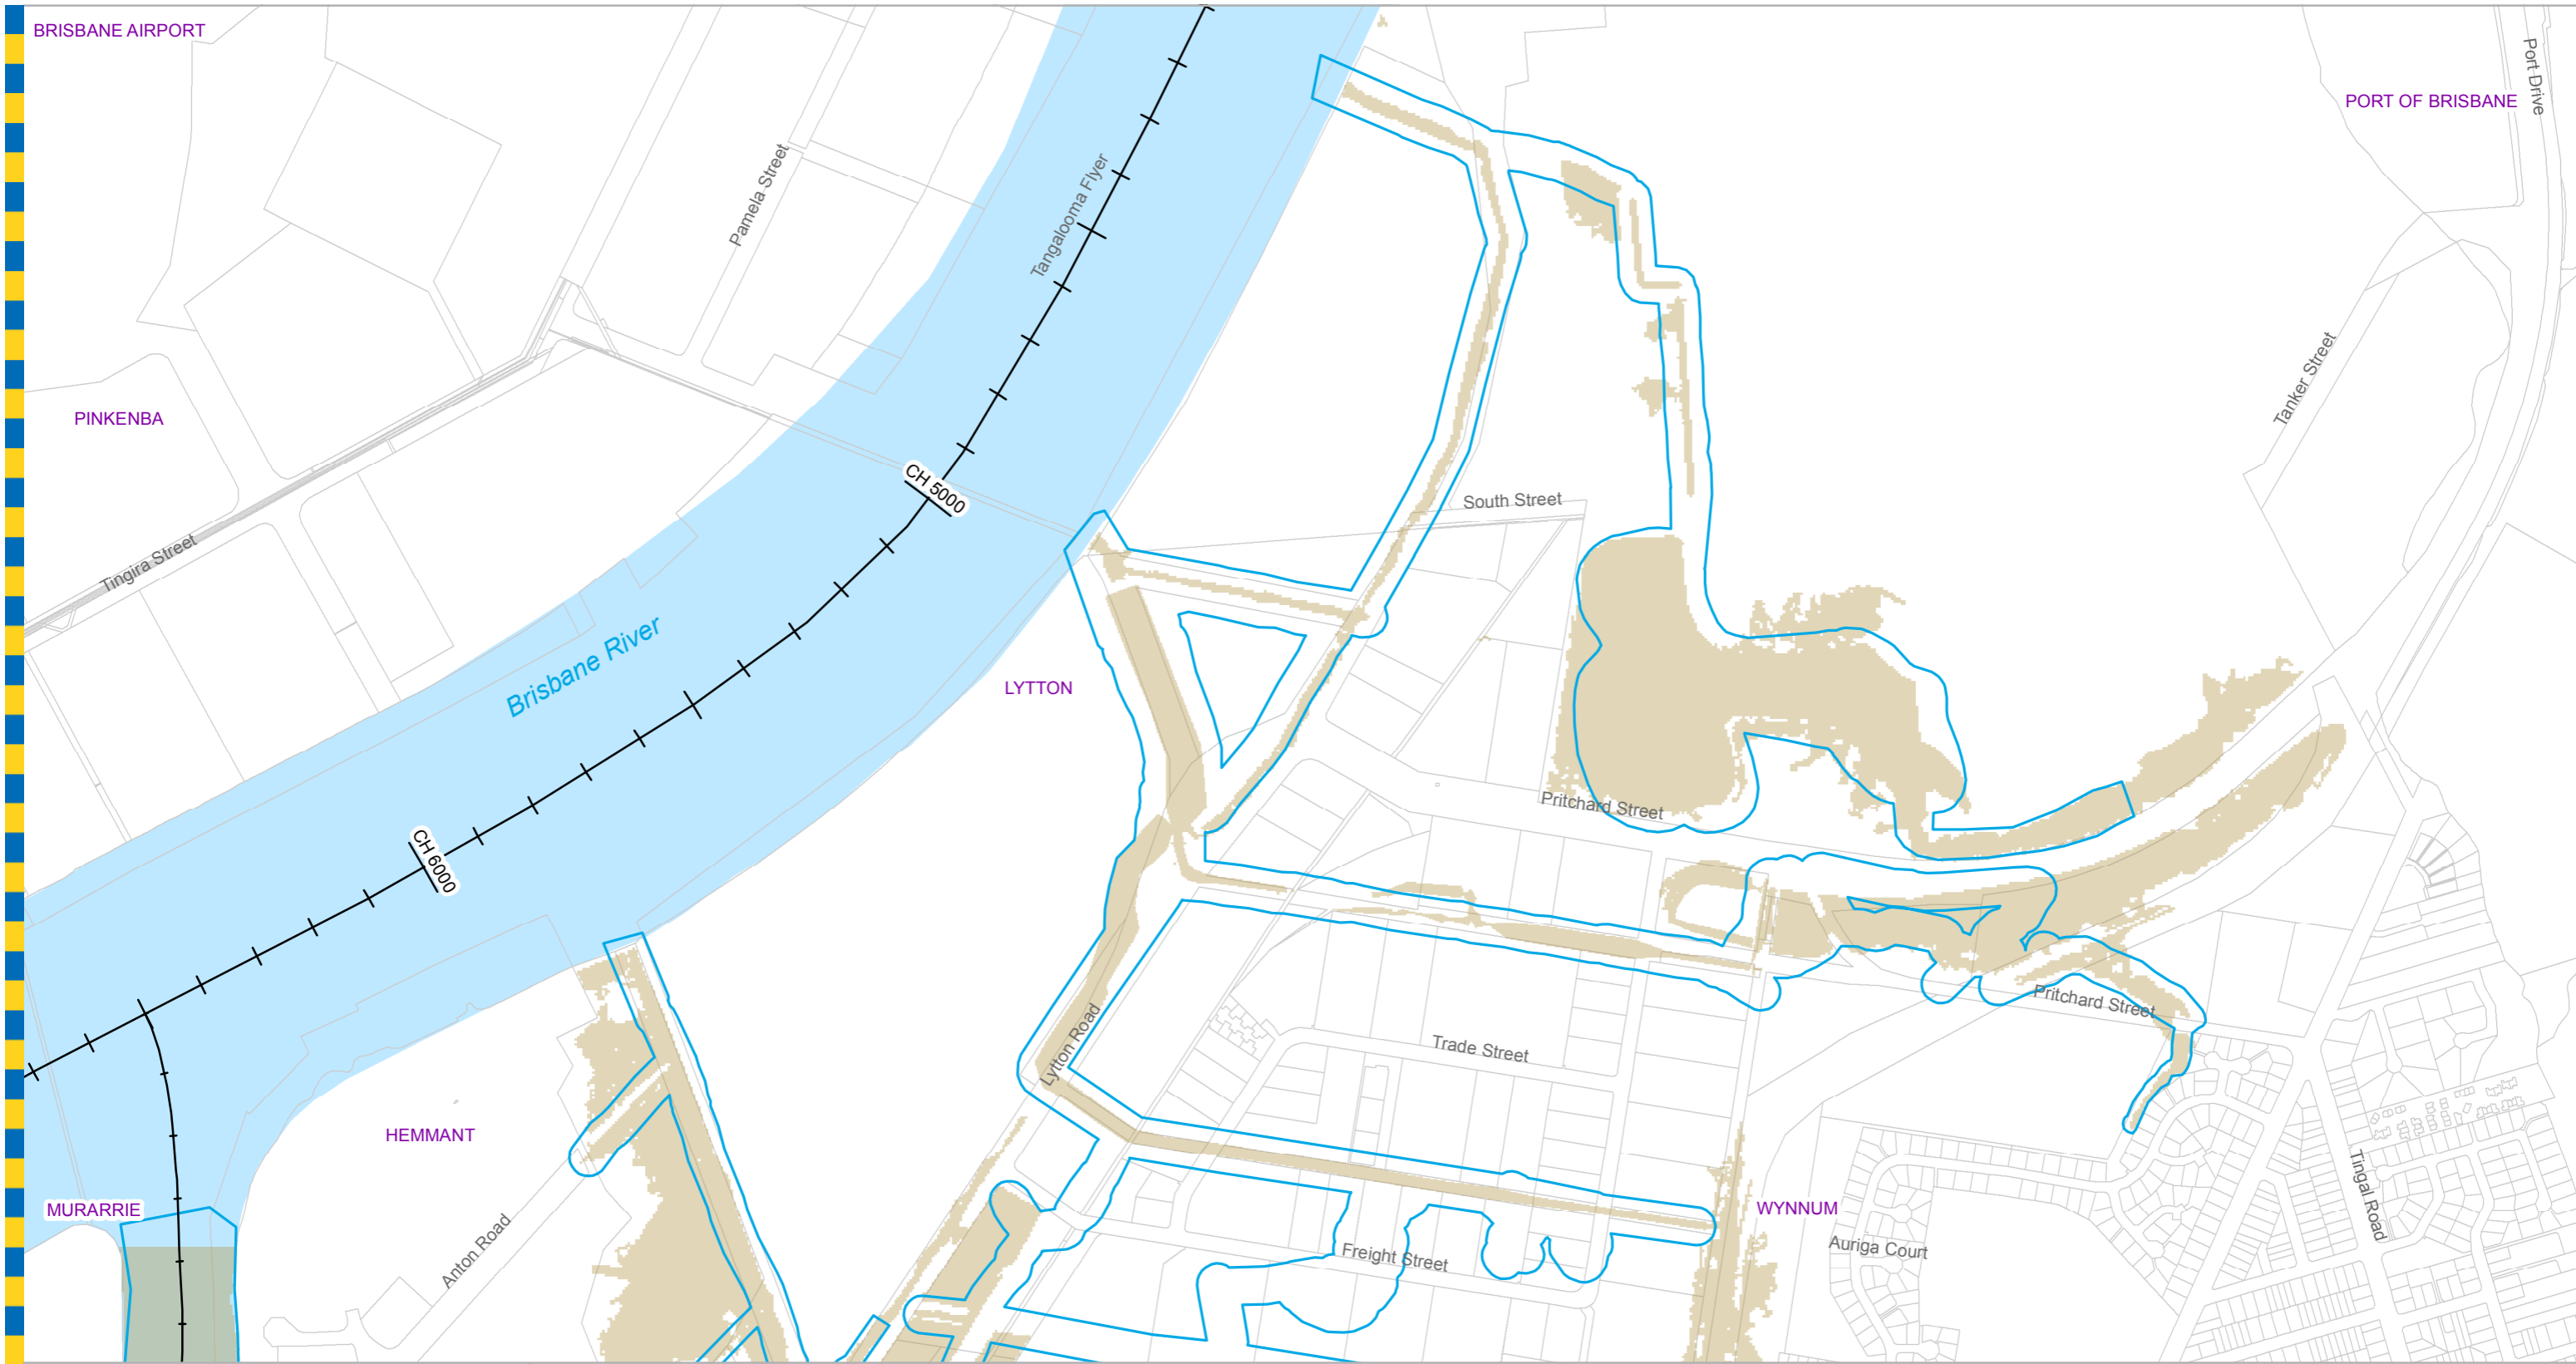 BRISBANE AIRPORT
Port Drive
PORT OF BRISBANE
Pamela Street
Tangalooma Flyer
Tanker Street
PINKENBA
CH 5000
South Street
Tingira Street
Brisbane River
LYTTON
Pritchard Street
CH 6000
Pritchard Street
Lytton Road
Trade Street
HEMMANT
MURARRIE
WYNNUM
Tingal Road
Anton Road
Freight Street
Auriga Court